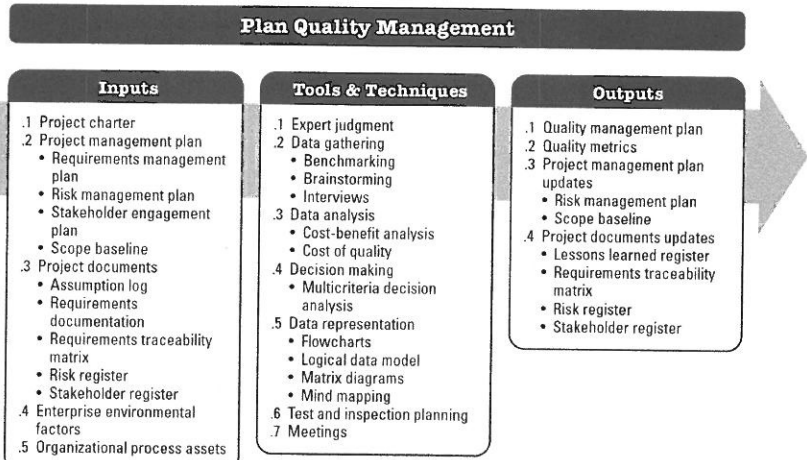 Plan Quality Management
Inputs
.1 Project charter
.2 Project management plan
• Requirements management
plan
• Risk management plan
• Stakeholder engagement
plan
• Scope baseline
.3 Project documents
• Assumption log
• Requirements
documentation
• Requirements traceability
matrix
• Risk register
• Stakeholder register
.4 Enterprise environmental
factors
.5 Organizational process assets
Tools & Techniques
.1 Expert judgment
.2 Data gathering
• Benchmarking
• Brainstorming
• Interviews
.3 Data analysis
• Cost-benefit analysis
• Cost of quality
.4 Decision making
• Multicriteria decision
analysis
.5 Data representation
• Flowcharts
• Logical data model
• Matrix diagrams
• Mind mapping
.6 Test and inspection planning
.7 Meetings
Outputs
.1 Quality management plan
.2 Quality metrics
.3 Project management plan
updates
• Risk management plan
• Scope baseline
.4 Project documents updates
• Lessons learned register
• Requirements traceability
matrix
• Risk register
• Stakeholder register